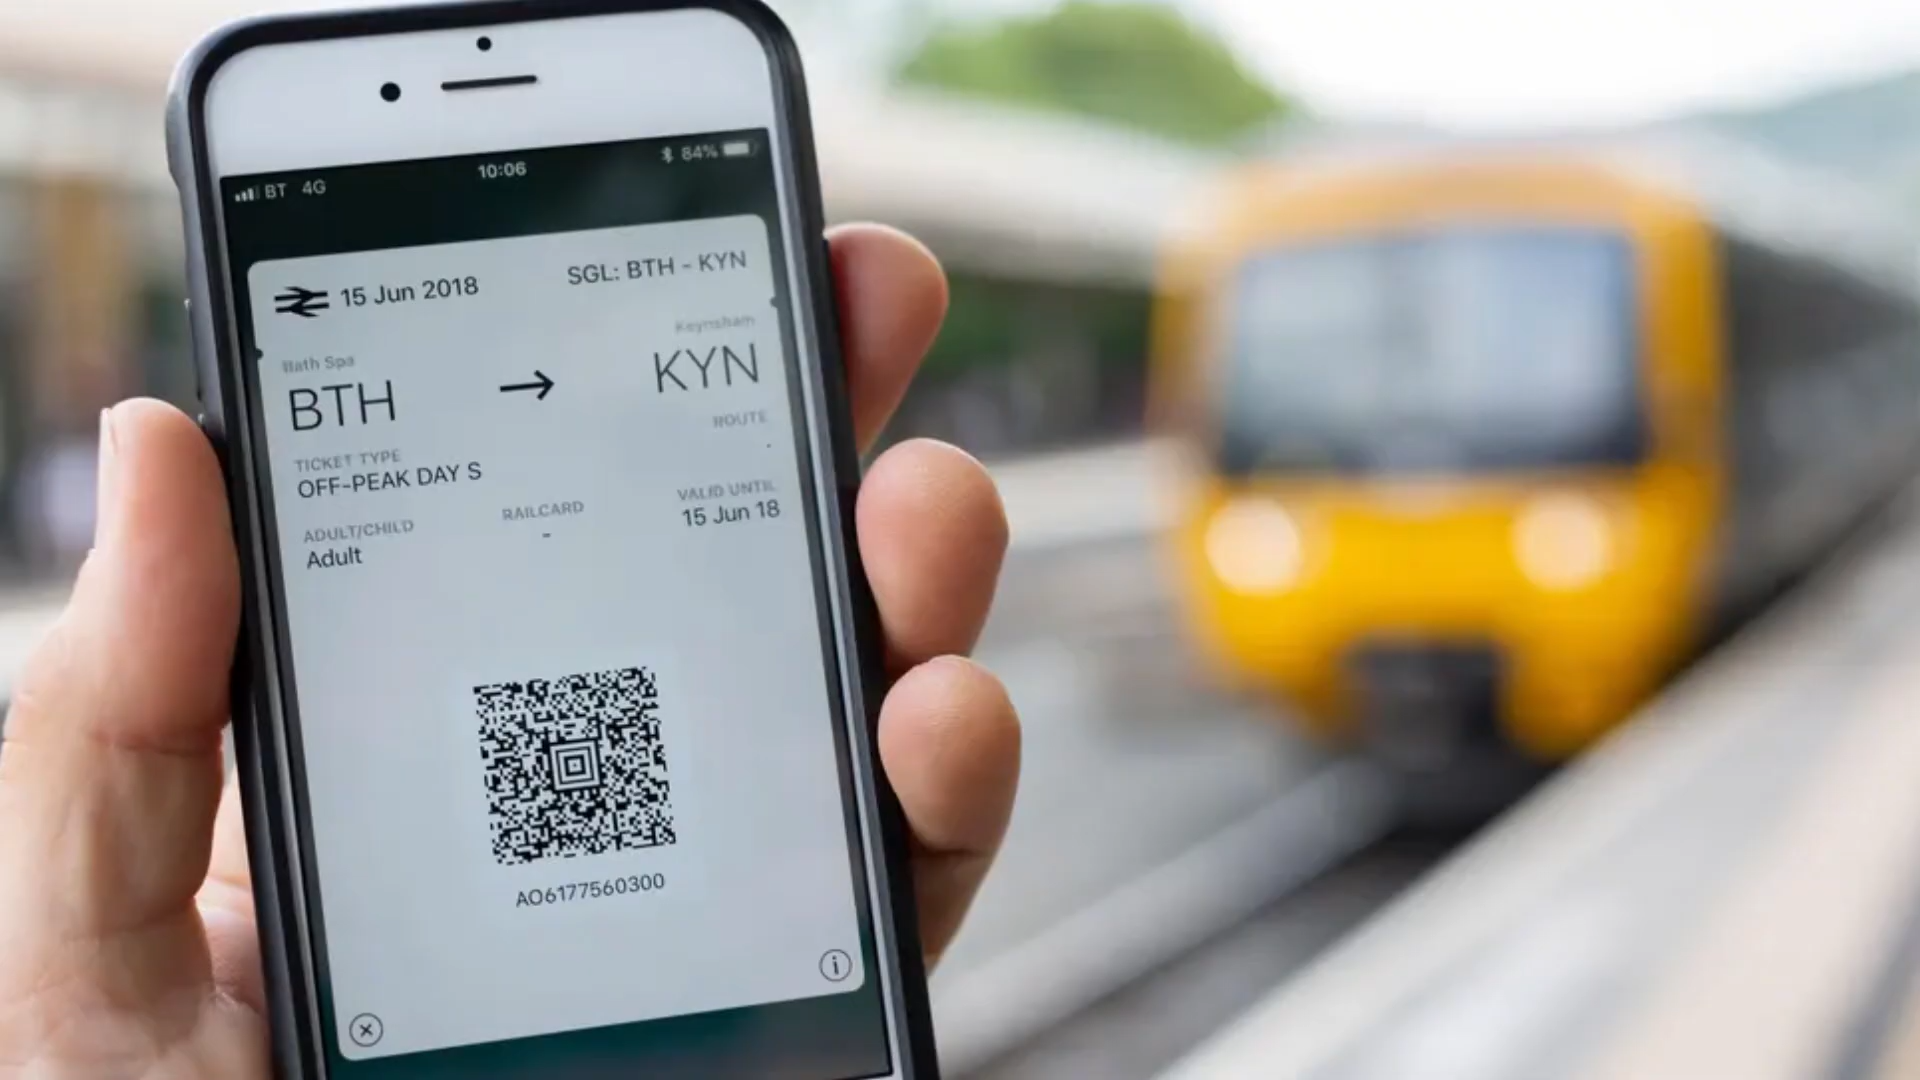 BT 4G 10:06 84%
15 Jun 2018 SGL: BTH - KYN
Bath Spa Keynsham
BTH → KYN
ROUTE
.
TICKET TYPE
OFF-PEAK DAY S
ADULT/CHILD RAILCARD VALID UNTIL
Adult - 15 Jun 18
AO6177560300